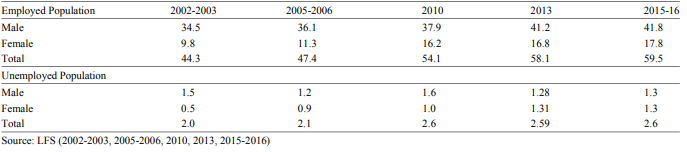 Employed Population 2002-2003 2005-2006 2010 2013 2015-16
Male 34.5 36.1 37.9 41.2 41.8
Female 9.8 11.3 16.2 16.8 17.8
Total 44.3 47.4 54.1 58.1 59.5
Unemployed Population
Male 1.5 1.2 1.6 1.28 1.3
Female 0.5 0.9 1.0 1.31 1.3
Total 2.0 2.1 2.6 2.59 2.6
Source: LFS (2002-2003, 2005-2006, 2010, 2013, 2015-2016)